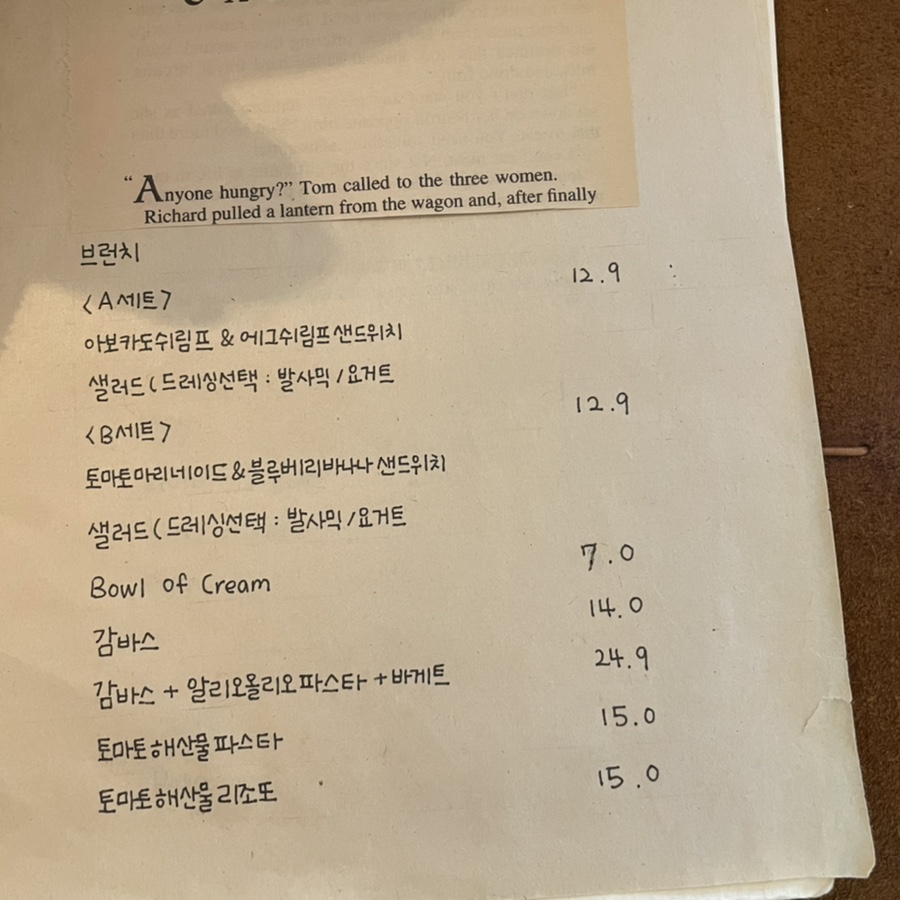 “Anyone hungry?” Tom called to the three women.
Richard pulled a lantern from the wagon and, after finally
브런치
<A세트> 12.9
아보카도쉬림프 & 에그쉬림프샌드위치
샐러드(드레싱선택 : 발사믹/요거트
<B세트> 12.9
토마토마리네이드&블루베리바나나샌드위치
샐러드(드레싱선택 : 발사믹/요거트
Bowl of Cream 7.0
감바스 14.0
감바스 + 알리오올리오파스타 + 바게트 24.9
토마토해산물파스타 15.0
토마토해산물리조또 15.0